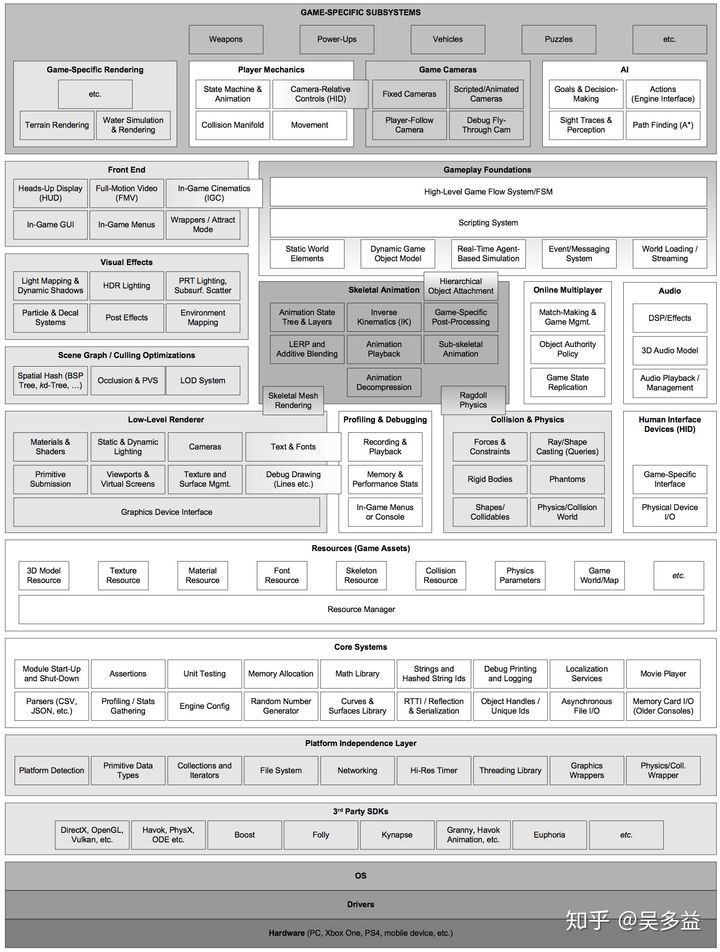 GAME-SPECIFIC SUBSYSTEMS
Weapons
Power-Ups
Vehicles
Puzzles
etc.
Game-Specific Rendering
etc.
Terrain Rendering
Water Simulation
& Rendering
Player Mechanics
State Machine &
Animation
Camera-Relative
Controls (HID)
Collision Manifold
Movement
Game Cameras
Fixed Cameras
Scripted/Animated
Cameras
Player-Follow
Camera
Debug Fly-
Through Cam
AI
Goals & Decision-
Making
Actions
(Engine Interface)
Sight Traces &
Perception
Path Finding (A*)
Front End
Heads-Up Display
(HUD)
Full-Motion Video
(FMV)
In-Game Cinematics
(IGC)
In-Game GUI
In-Game Menus
Wrappers / Attract
Mode
Gameplay Foundations
High-Level Game Flow System/FSM
Scripting System
Static World
Elements
Dynamic Game
Object Model
Real-Time Agent-
Based Simulation
Event/Messaging
System
World Loading /
Streaming
Visual Effects
Light Mapping &
Dynamic Shadows
HDR Lighting
PRT Lighting,
Subsurf. Scatter
Particle & Decal
Systems
Post Effects
Environment
Mapping
Skeletal Animation
Hierarchical
Object Attachment
Animation State
Tree & Layers
Inverse
Kinematics (IK)
Game-Specific
Post-Processing
LERP and
Additive Blending
Animation
Playback
Sub-skeletal
Animation
Animation
Decompression
Online Multiplayer
Match-Making &
Game Mgmt.
Object Authority
Policy
Game State
Replication
Audio
DSP/Effects
3D Audio Model
Audio Playback /
Management
Scene Graph / Culling Optimizations
Spatial Hash (BSP
Tree, kd-Tree, …)
Occlusion & PVS
LOD System
Skeletal Mesh
Rendering
Ragdoll
Physics
Low-Level Renderer
Materials &
Shaders
Static & Dynamic
Lighting
Cameras
Text & Fonts
Primitive
Submission
Viewports &
Virtual Screens
Texture and
Surface Mgmt.
Debug Drawing
(Lines etc.)
Graphics Device Interface
Profiling & Debugging
Recording &
Playback
Memory &
Performance Stats
In-Game Menus
or Console
Collision & Physics
Forces &
Constraints
Ray/Shape
Casting (Queries)
Rigid Bodies
Phantoms
Shapes/
Collidables
Physics/Collision
World
Human Interface
Devices (HID)
Game-Specific
Interface
Physical Device
I/O
Resources (Game Assets)
3D Model
Resource
Texture
Resource
Material
Resource
Font
Resource
Skeleton
Resource
Collision
Resource
Physics
Parameters
Game
World/Map
etc.
Resource Manager
Core Systems
Module Start-Up
and Shut-Down
Assertions
Unit Testing
Memory Allocation
Math Library
Strings and
Hashed String Ids
Debug Printing
and Logging
Localization
Services
Movie Player
Parsers (CSV,
JSON, etc.)
Profiling / Stats
Gathering
Engine Config
Random Number
Generator
Curves &
Surfaces Library
RTTI / Reflection
& Serialization
Object Handles /
Unique Ids
Asynchronous
File I/O
Memory Card I/O
(Older Consoles)
Platform Independence Layer
Platform Detection
Primitive Data
Types
Collections and
Iterators
File System
Networking
Hi-Res Timer
Threading Library
Graphics
Wrappers
Physics/Coll.
Wrapper
3rd Party SDKs
DirectX, OpenGL,
Vulkan, etc.
Havok, PhysX,
ODE etc.
Boost
Folly
Kynapse
Granny, Havok
Animation, etc.
Euphoria
etc.
OS
Drivers
Hardware (PC, Xbox One, PS4, mobile device, etc.)
知乎 @吴多益